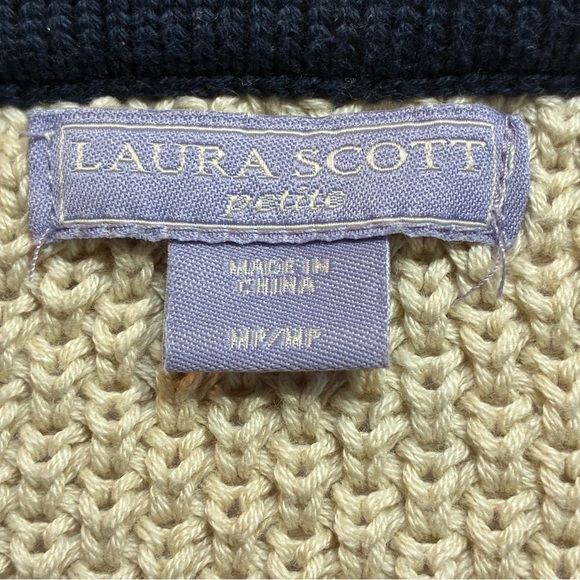 LAURA SCOTT
petite
MADE IN
CHINA
MP/MP